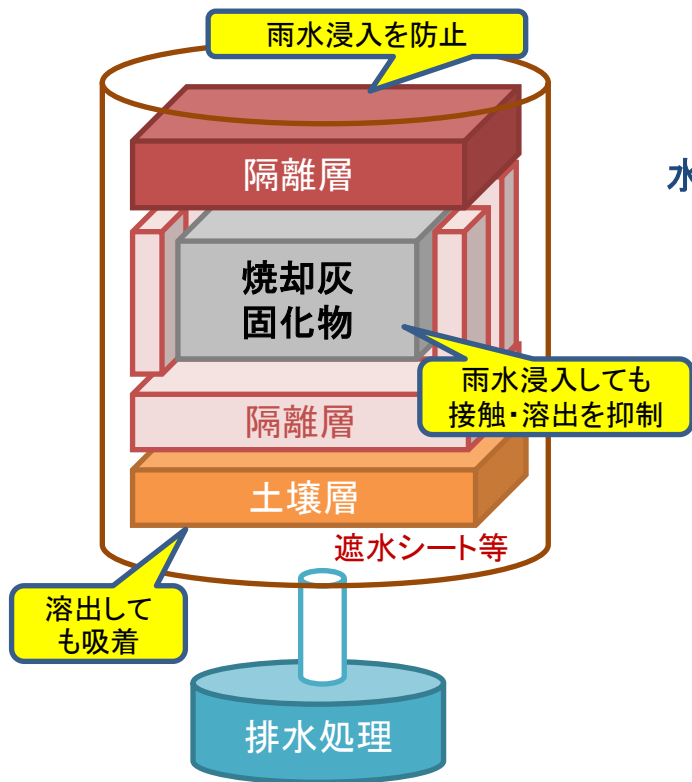 雨水浸入を防止
隔離層
水
焼却灰
固化物
雨水浸入しても
接触・溶出を抑制
隔離層
土壌層
遮水シート等
溶出して
も吸着
排水処理